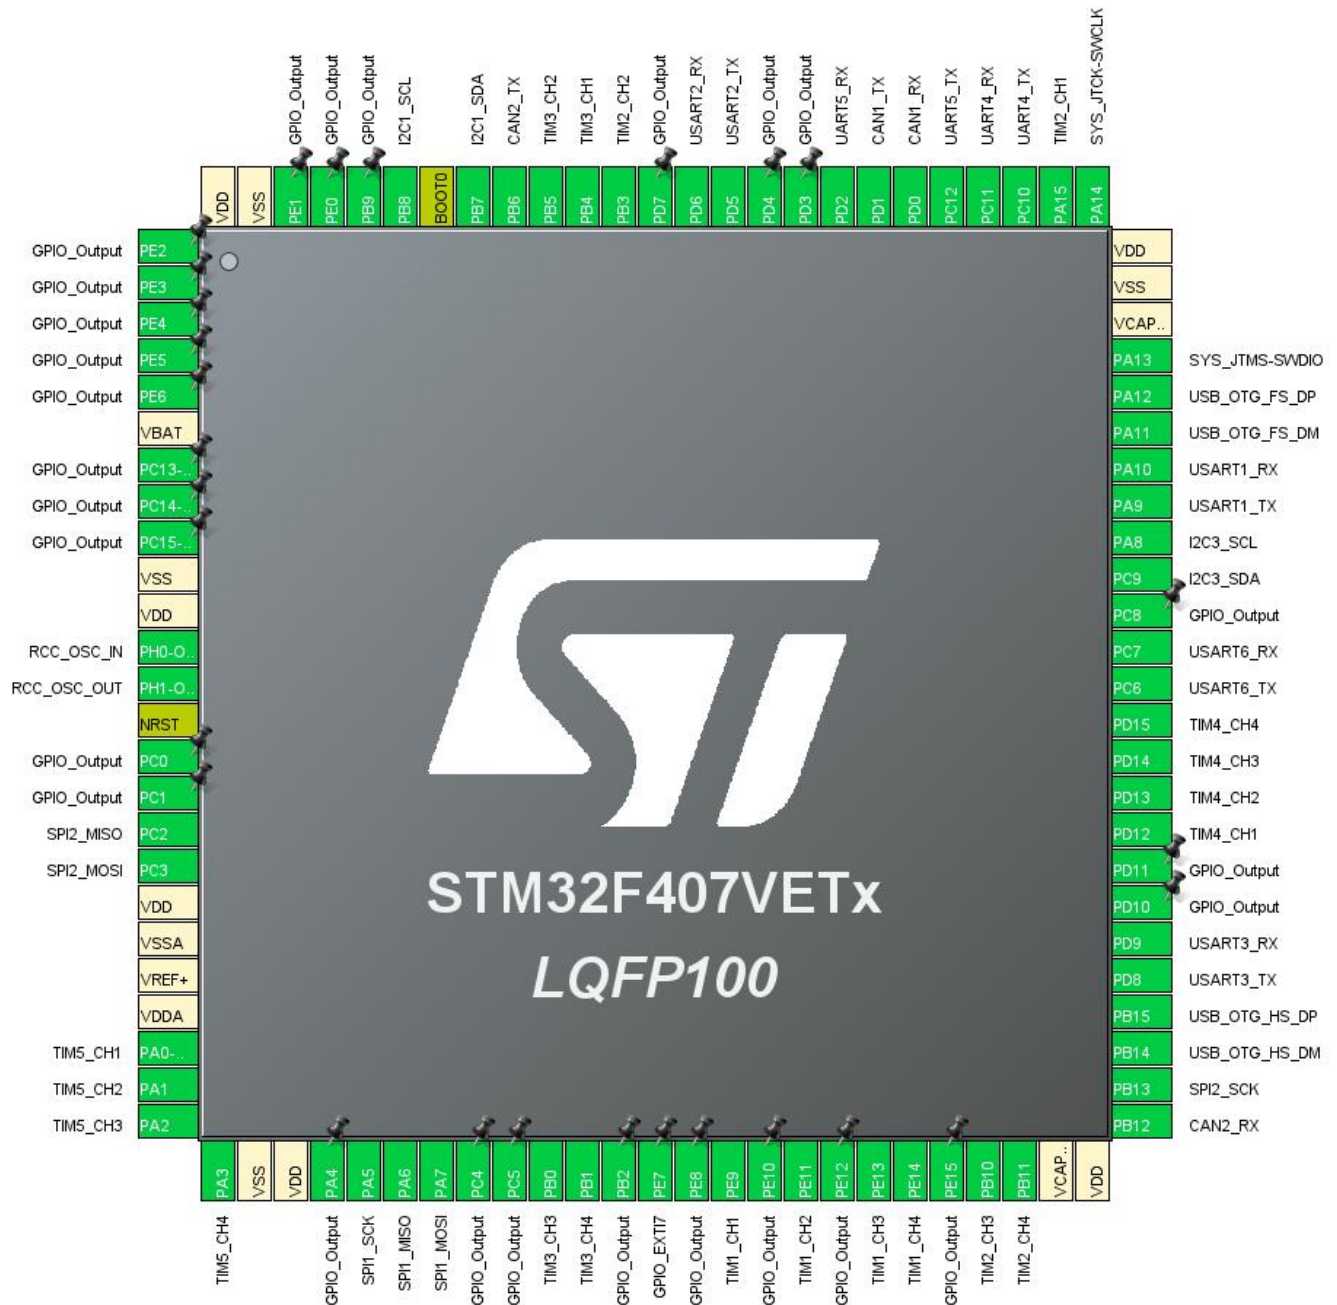 GPIO_Output
GPIO_Output
GPIO_Output
I2C1_SCL
I2C1_SDA
CAN2_TX
TIM3_CH2
TIM3_CH1
TIM2_CH2
GPIO_Output
USART2_RX
USART2_TX
GPIO_Output
GPIO_Output
UART5_RX
CAN1_TX
CAN1_RX
UART5_TX
UART4_RX
UART4_TX
TIM2_CH1
SYS_JTCK-SWCLK
VDD
VSS
PE1
PE0
PB9
PB8
BOOT0
PB7
PB6
PB5
PB4
PB3
PD7
PD6
PD5
PD4
PD3
PD2
PD1
PD0
PC12
PC11
PC10
PA15
PA14
GPIO_Output PE2
GPIO_Output PE3
GPIO_Output PE4
GPIO_Output PE5
GPIO_Output PE6
VBAT
GPIO_Output PC13-..
GPIO_Output PC14-..
GPIO_Output PC15-..
VSS
VDD
RCC_OSC_IN PH0-O..
RCC_OSC_OUT PH1-O..
NRST
GPIO_Output PC0
GPIO_Output PC1
SPI2_MISO PC2
SPI2_MOSI PC3
VDD
VSSA
VREF+
VDDA
TIM5_CH1 PA0-..
TIM5_CH2 PA1
TIM5_CH3 PA2
ST
STM32F407VETx
LQFP100
VDD
VSS
VCAP..
PA13 SYS_JTMS-SWDIO
PA12 USB_OTG_FS_DP
PA11 USB_OTG_FS_DM
PA10 USART1_RX
PA9 USART1_TX
PA8 I2C3_SCL
PC9 I2C3_SDA
PC8 GPIO_Output
PC7 USART6_RX
PC6 USART6_TX
PD15 TIM4_CH4
PD14 TIM4_CH3
PD13 TIM4_CH2
PD12 TIM4_CH1
PD11 GPIO_Output
PD10 GPIO_Output
PD9 USART3_RX
PD8 USART3_TX
PB15 USB_OTG_HS_DP
PB14 USB_OTG_HS_DM
PB13 SPI2_SCK
PB12 CAN2_RX
PA3
VSS
VDD
PA4
PA5
PA6
PA7
PC4
PC5
PB0
PB1
PB2
PE7
PE8
PE9
PE10
PE11
PE12
PE13
PE14
PE15
PB10
PB11
VCAP..
VDD
TIM5_CH4
GPIO_Output
SPI1_SCK
SPI1_MISO
SPI1_MOSI
GPIO_Output
GPIO_Output
TIM3_CH3
TIM3_CH4
GPIO_Output
GPIO_EXTI7
GPIO_Output
TIM1_CH1
GPIO_Output
TIM1_CH2
GPIO_Output
TIM1_CH3
TIM1_CH4
GPIO_Output
TIM2_CH3
TIM2_CH4